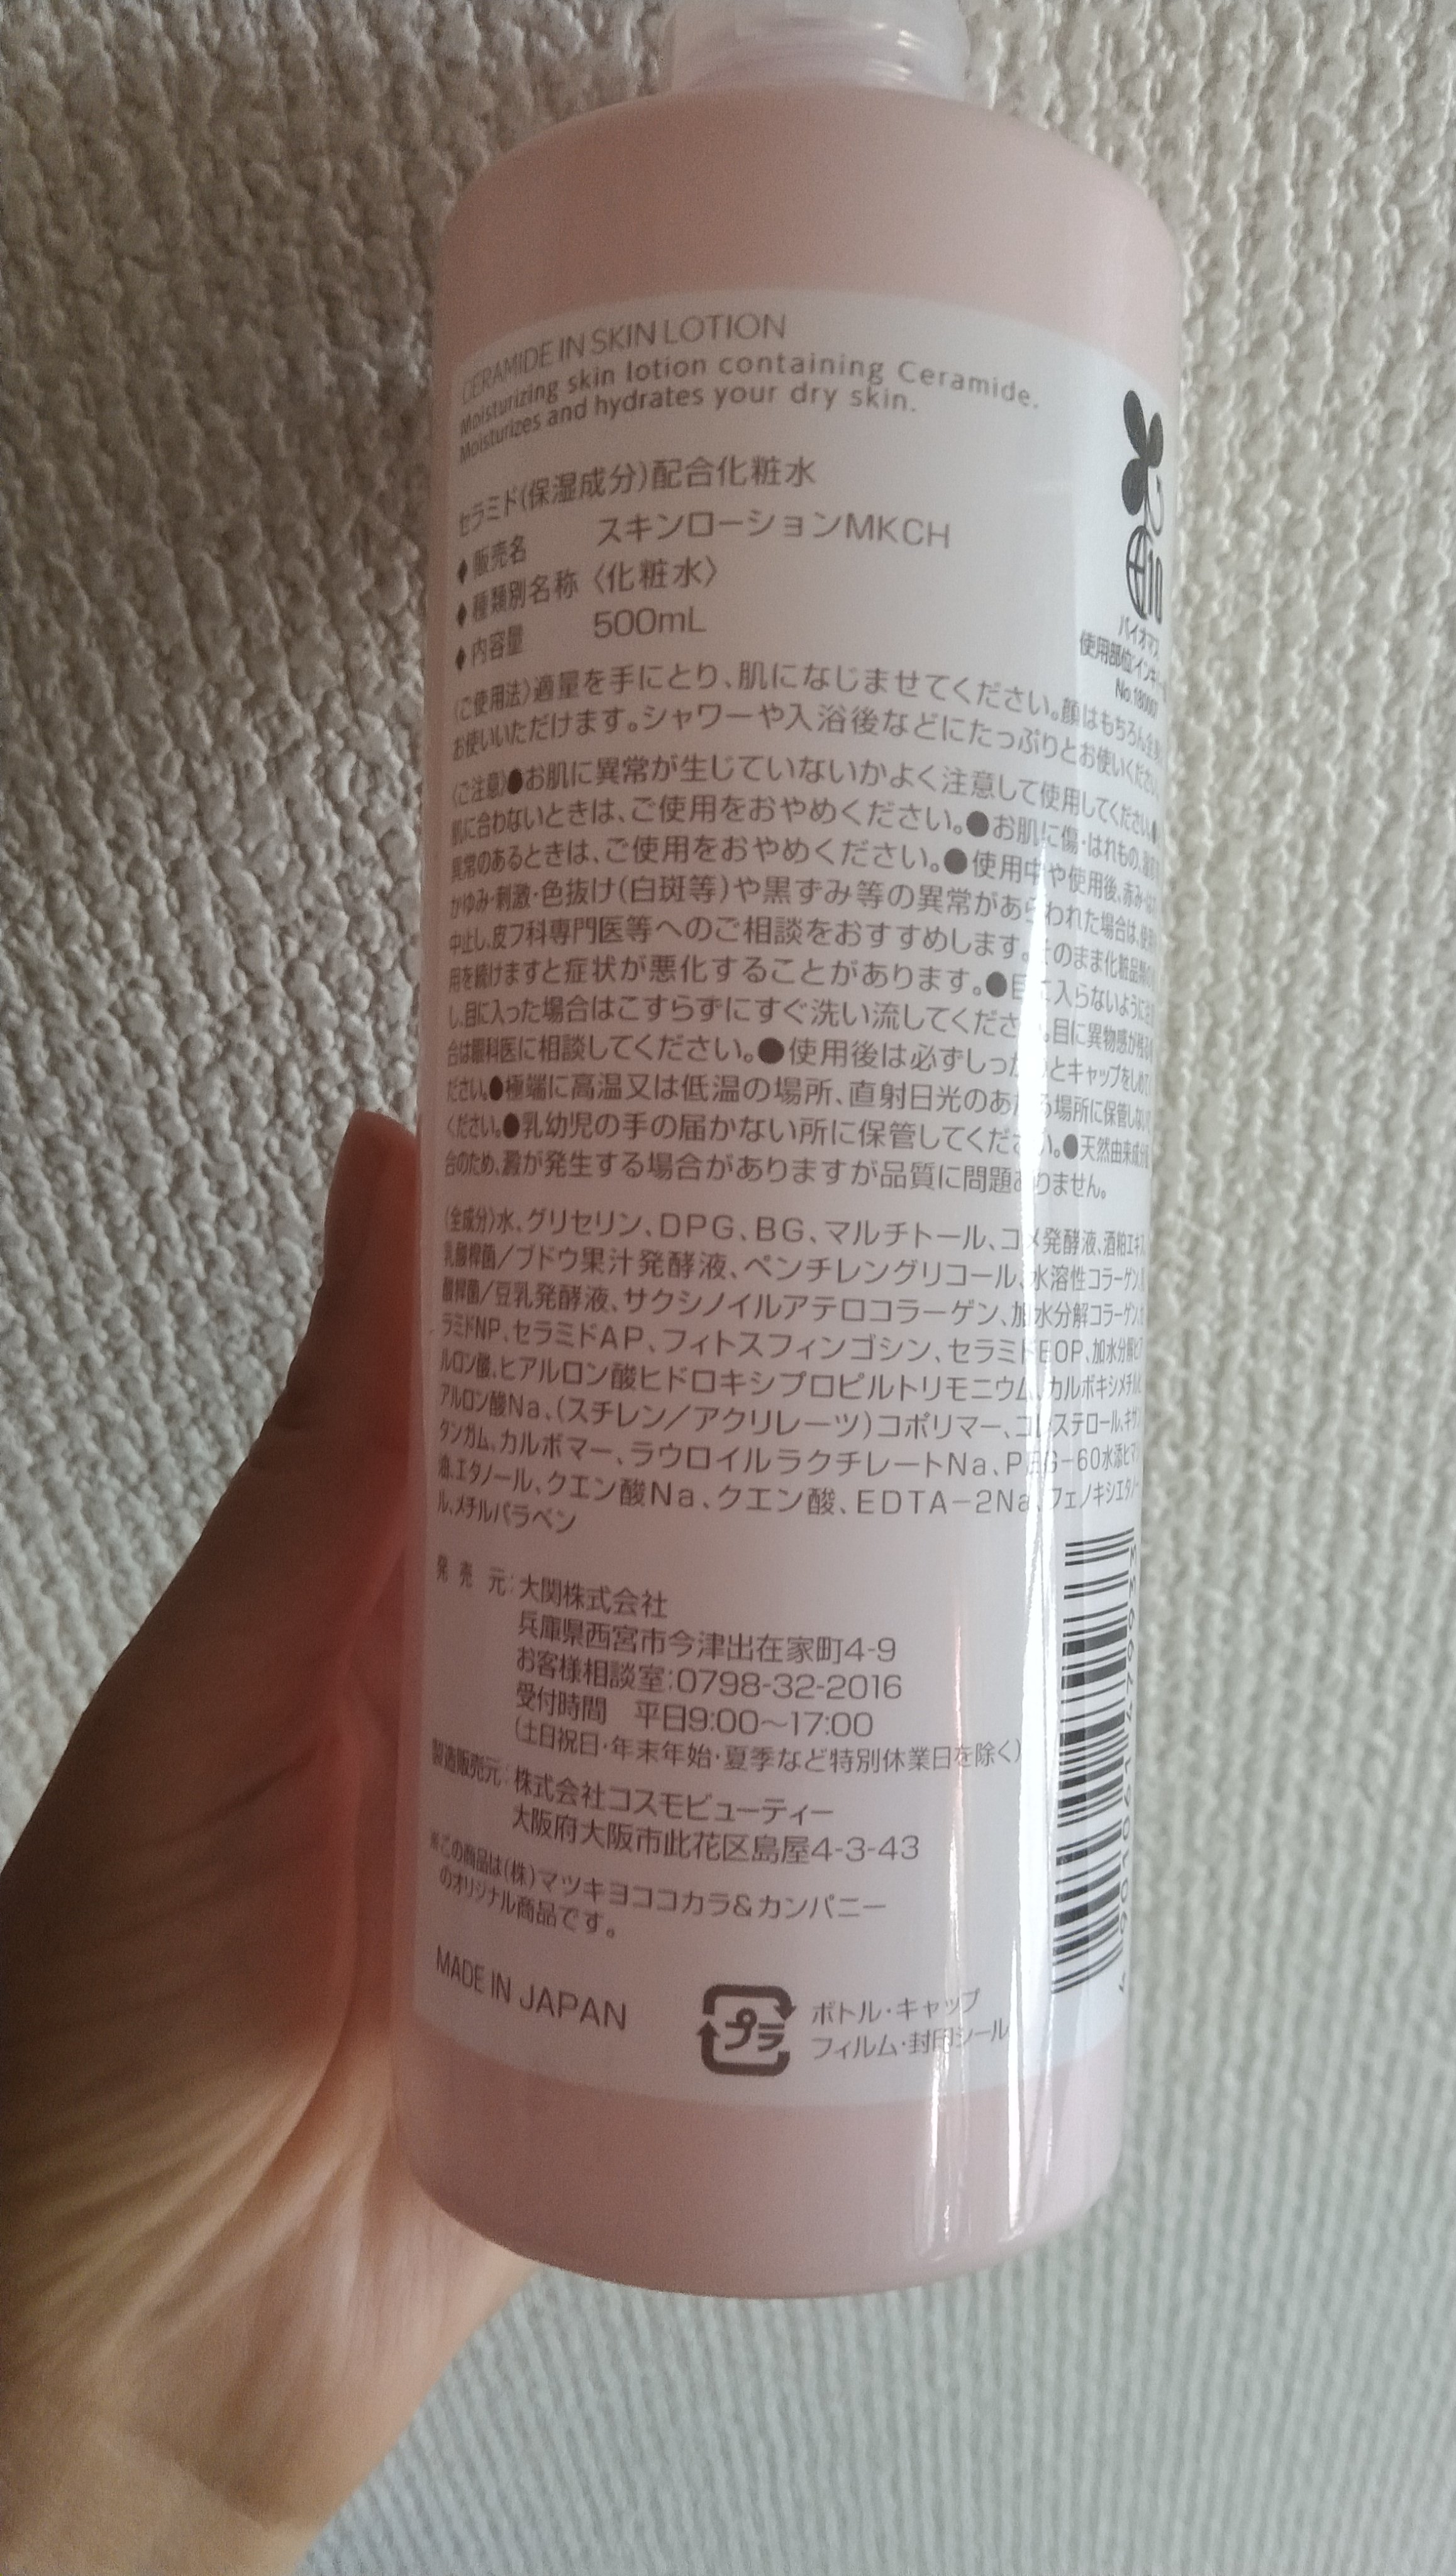 CERAMIDE IN SKIN LOTION
Moisturizing skin lotion containing Ceramide.
Moisturizes and hydrates your dry skin.
セラミド(保湿成分)配合化粧水
◆販売名 スキンローションMKCH
◆種類別名称 〈化粧水〉
◆内容量 500mL
バイオマス
使用部位:インキ
No.180
〈ご使用法〉適量を手にとり、肌になじませてください。顔はもちろん全身
お使いいただけます。シャワーや入浴後などにたっぷりとお使いください。
〈ご注意〉●お肌に異常が生じていないかよく注意して使用してください。●
肌に合わないときは、ご使用をおやめください。●お肌に傷・はれもの、湿疹
異常のあるときは、ご使用をおやめください。●使用中や使用後、赤み・はれ
かゆみ・刺激・色抜け(白斑等)や黒ずみ等の異常があらわれた場合は、使用
中止し、皮フ科専門医等へのご相談をおすすめします。そのまま化粧品類の
用を続けますと症状が悪化することがあります。●目に入らないように
し、目に入った場合はこすらずにすぐ洗い流してください。目に異物感が残る
合は眼科医に相談してください。●使用後は必ずしっかりとキャップをしめて
ださい。●極端に高温又は低温の場所、直射日光のあたる場所に保管しない
ください。●乳幼児の手の届かない所に保管してください。●天然由来成分
合のため、澱が発生する場合がありますが品質に問題ありません。
〈全成分〉水、グリセリン、DPG、BG、マルチトール、コメ発酵液、酒粕エキス
乳酸桿菌/ブドウ果汁発酵液、ペンチレングリコール、水溶性コラーゲン、
酸桿菌/豆乳発酵液、サクシノイルアテロコラーゲン、加水分解コラーゲン、
ラミドNP、セラミドAP、フィトスフィンゴシン、セラミドEOP、加水分解ヒア
ルロン酸、ヒアルロン酸ヒドロキシプロピルトリモニウム、カルボキシメチル
アルロン酸Na、(スチレン/アクリレーツ)コポリマー、コレステロール、キサ
タンガム、カルボマー、ラウロイルラクチレートNa、PEG-60水添ヒマ
油、エタノール、クエン酸Na、クエン酸、EDTA-2Na、フェノキシエタノー
ル、メチルパラベン
発売元:大関株式会社
兵庫県西宮市今津出在家町4-9
お客様相談室:0798-32-2016
受付時間 平日9:00~17:00
(土日祝日・年末年始・夏季など特別休業日を除く)
製造販売元:株式会社コスモビューティー
大阪府大阪市此花区島屋4-3-43
※この商品は(株)マツキヨココカラ&カンパニー
のオリジナル商品です。
MADE IN JAPAN
プラ
ボトル・キャップ
フィルム・封印シール